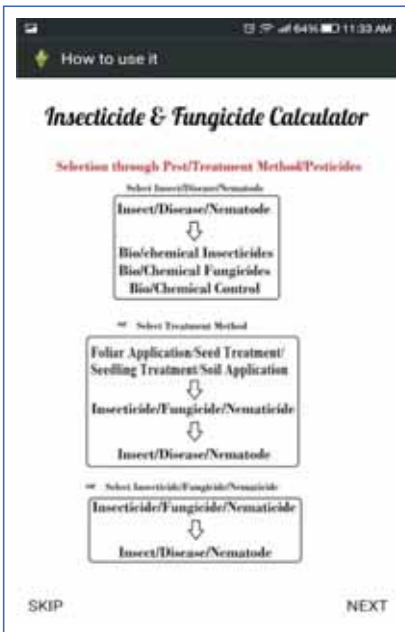 64% 11:33 AM
How to use it
Insecticide & Fungicide Calculator
Selection through Pest/Treatment Method/Pesticides
Select Insect/Disease/Nematode
Insect/Disease/Nematode
Bio/chemical Insecticides
Bio/Chemical Fungicides
Bio/Chemical Control
or Select Treatment Method
Foliar Application/Seed Treatment/
Seedling Treatment/Soil Application
Insecticide/Fungicide/Nematicide
Insect/Disease/Nematode
or Select Insecticide/Fungicide/Nematicide
Insecticide/Fungicide/Nematicide
Insect/Disease/Nematode
SKIP NEXT